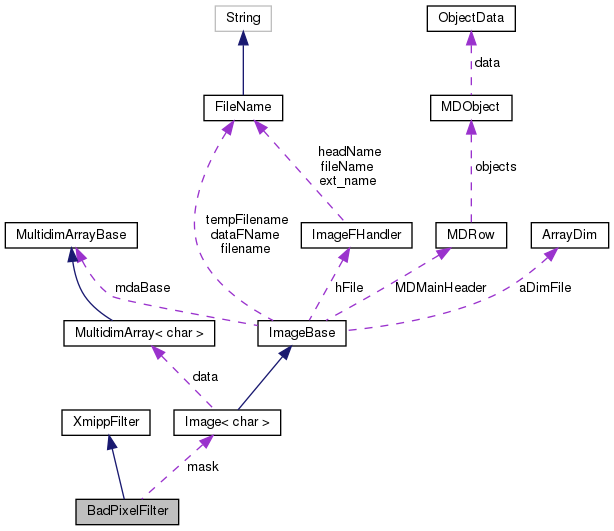 String
ObjectData
data
FileName
MDObject
headName
fileName
ext_name
objects
tempFilename
dataFName
filename
MultidimArrayBase
ImageFHandler
MDRow
ArrayDim
mdaBase
hFile
MDMainHeader
aDimFile
MultidimArray< char >
ImageBase
data
XmippFilter
Image< char >
mask
BadPixelFilter